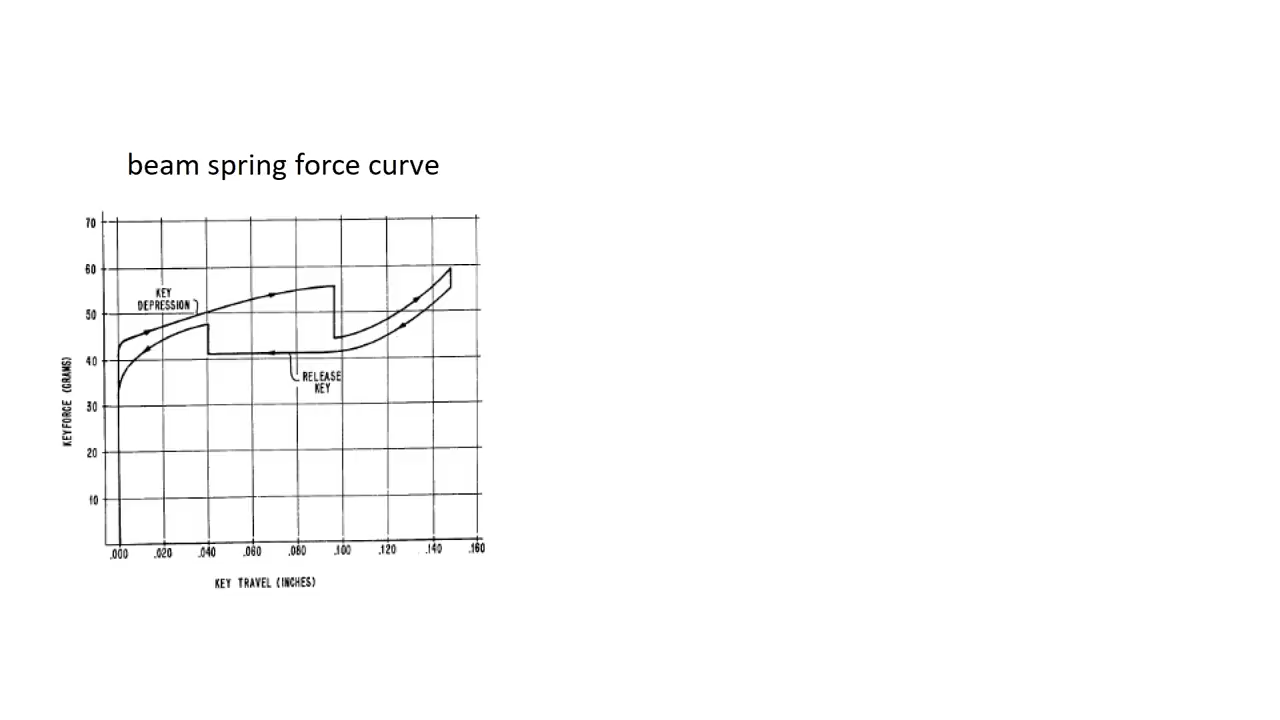 beam spring force curve
70
60
KEY
DEPRESSION
50
40
RELEASE
KEY
30
20
10
KEYFORCE (GRAMS)
.000 .020 .040 .060 .080 .100 .120 .140 .160
KEY TRAVEL (INCHES)